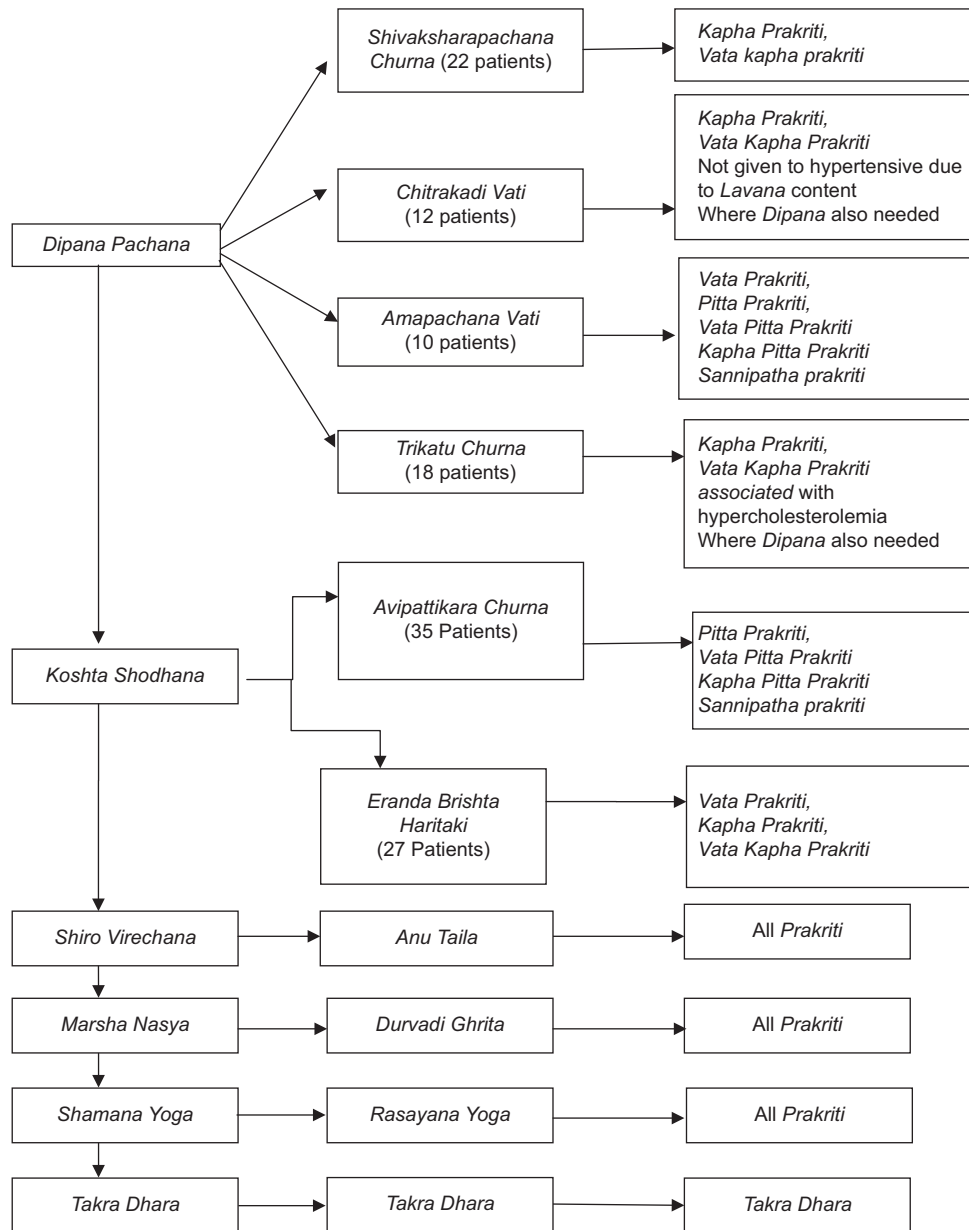 Shivaksharapachana
Churna (22 patients)
Kapha Prakriti,
Vata kapha prakriti
Dipana Pachana
Chitrakadi Vati
(12 patients)
Kapha Prakriti,
Vata Kapha Prakriti
Not given to hypertensive due
to Lavana content
Where Dipana also needed
Amapachana Vati
(10 patients)
Vata Prakriti,
Pitta Prakriti,
Vata Pitta Prakriti
Kapha Pitta Prakriti
Sannipatha prakriti
Trikatu Churna
(18 patients)
Kapha Prakriti,
Vata Kapha Prakriti
associated with
hypercholesterolemia
Where Dipana also needed
Koshta Shodhana
Avipattikara Churna
(35 Patients)
Pitta Prakriti,
Vata Pitta Prakriti
Kapha Pitta Prakriti
Sannipatha prakriti
Eranda Brishta
Haritaki
(27 Patients)
Vata Prakriti,
Kapha Prakriti,
Vata Kapha Prakriti
Shiro Virechana
Anu Taila
All Prakriti
Marsha Nasya
Durvadi Ghrita
All Prakriti
Shamana Yoga
Rasayana Yoga
All Prakriti
Takra Dhara
Takra Dhara
Takra Dhara